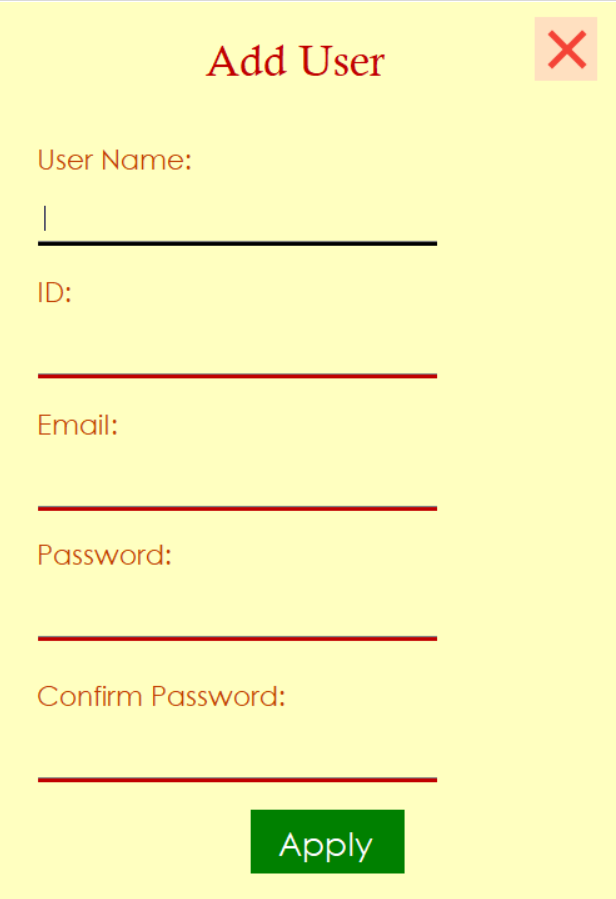 Add User
User Name:
ID:
Email:
Password:
Confirm Password:
Apply